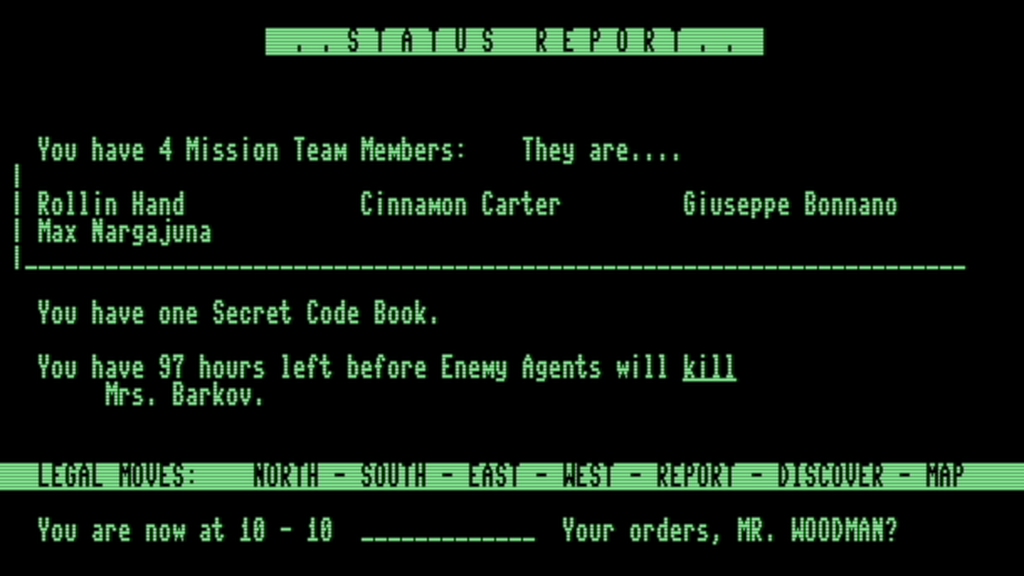 ..STATUS REPORT..
You have 4 Mission Team Members: They are....
Rollin Hand Cinnamon Carter Giuseppe Bonnano
Max Nargajuna
You have one Secret Code Book.
You have 97 hours left before Enemy Agents will kill
Mrs. Barkov.
LEGAL MOVES: NORTH - SOUTH - EAST - WEST - REPORT - DISCOVER - MAP
You are now at 10 - 10 _____________ Your orders, MR. WOODMAN?